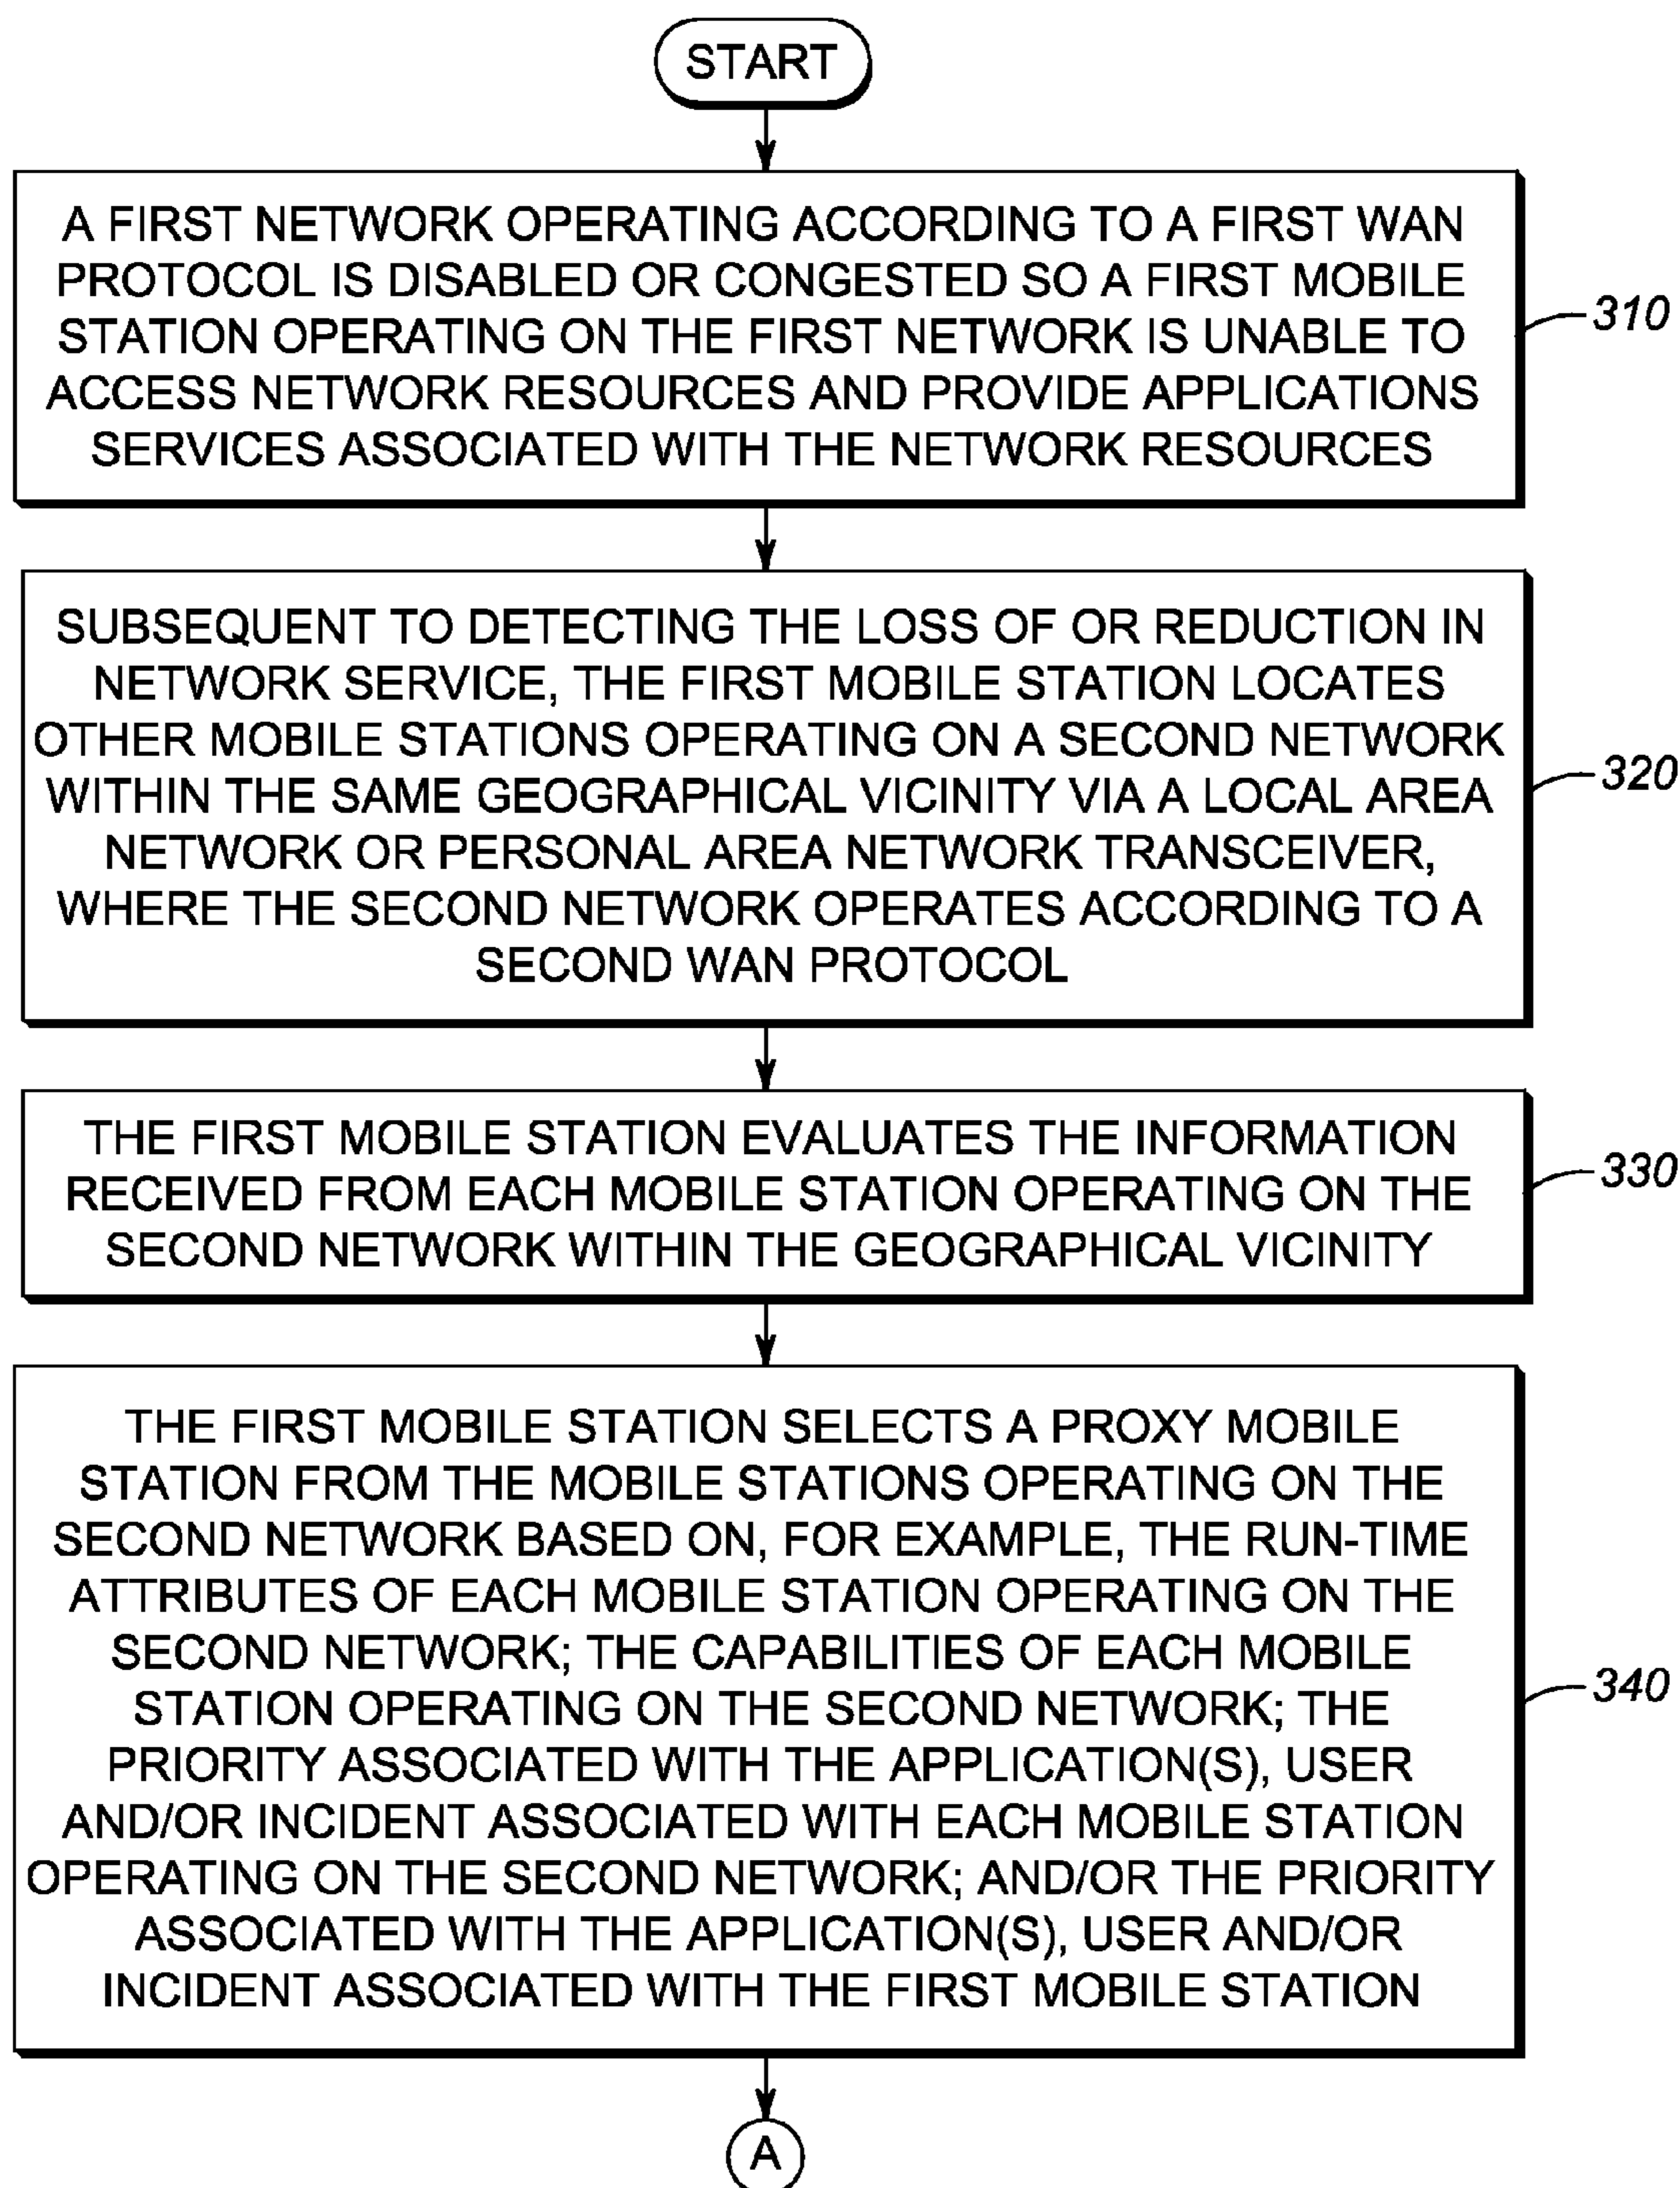 START
A FIRST NETWORK OPERATING ACCORDING TO A FIRST WAN
PROTOCOL IS DISABLED OR CONGESTED SO A FIRST MOBILE
STATION OPERATING ON THE FIRST NETWORK IS UNABLE TO
ACCESS NETWORK RESOURCES AND PROVIDE APPLICATIONS
SERVICES ASSOCIATED WITH THE NETWORK RESOURCES
310
SUBSEQUENT TO DETECTING THE LOSS OF OR REDUCTION IN
NETWORK SERVICE, THE FIRST MOBILE STATION LOCATES
OTHER MOBILE STATIONS OPERATING ON A SECOND NETWORK
WITHIN THE SAME GEOGRAPHICAL VICINITY VIA A LOCAL AREA
NETWORK OR PERSONAL AREA NETWORK TRANSCEIVER,
WHERE THE SECOND NETWORK OPERATES ACCORDING TO A
SECOND WAN PROTOCOL
320
THE FIRST MOBILE STATION EVALUATES THE INFORMATION
RECEIVED FROM EACH MOBILE STATION OPERATING ON THE
SECOND NETWORK WITHIN THE GEOGRAPHICAL VICINITY
330
THE FIRST MOBILE STATION SELECTS A PROXY MOBILE
STATION FROM THE MOBILE STATIONS OPERATING ON THE
SECOND NETWORK BASED ON, FOR EXAMPLE, THE RUN-TIME
ATTRIBUTES OF EACH MOBILE STATION OPERATING ON THE
SECOND NETWORK; THE CAPABILITIES OF EACH MOBILE
STATION OPERATING ON THE SECOND NETWORK; THE
PRIORITY ASSOCIATED WITH THE APPLICATION(S), USER
AND/OR INCIDENT ASSOCIATED WITH EACH MOBILE STATION
OPERATING ON THE SECOND NETWORK; AND/OR THE PRIORITY
ASSOCIATED WITH THE APPLICATION(S), USER AND/OR
INCIDENT ASSOCIATED WITH THE FIRST MOBILE STATION
340
A